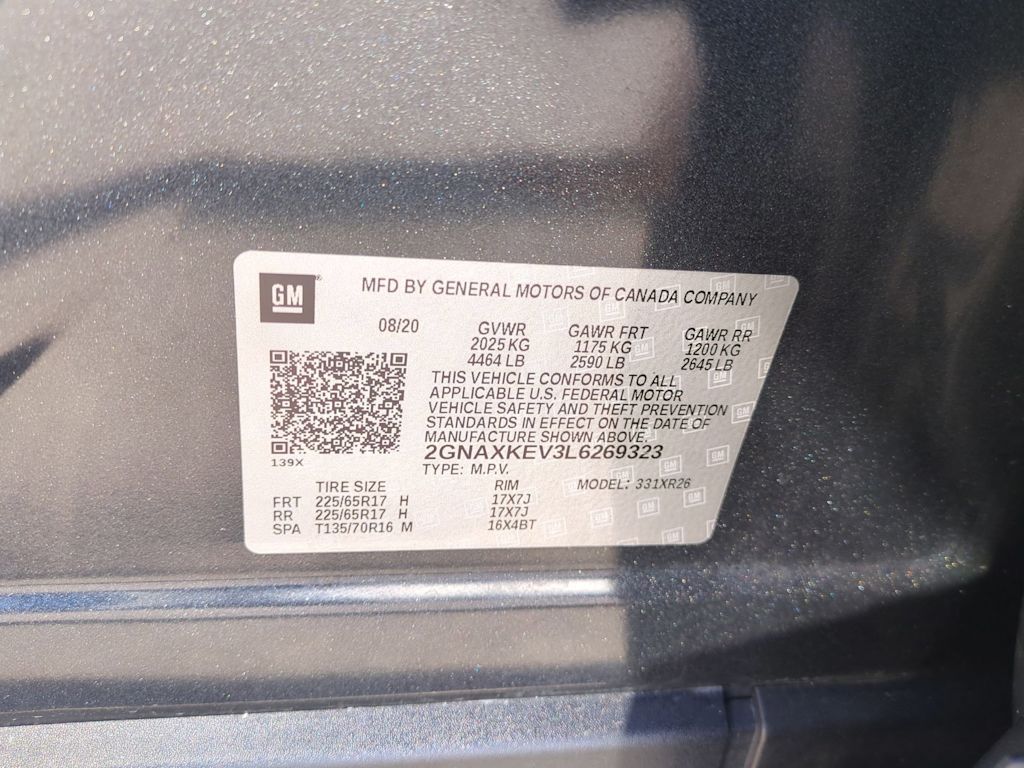 GM
MFD BY GENERAL MOTORS OF CANADA COMPANY
08/20 GVWR GAWR FRT GAWR RR
2025 KG 1175 KG 1200 KG
4464 LB 2590 LB 2645 LB
THIS VEHICLE CONFORMS TO ALL
APPLICABLE U.S. FEDERAL MOTOR
VEHICLE SAFETY AND THEFT PREVENTION
STANDARDS IN EFFECT ON THE DATE OF
MANUFACTURE SHOWN ABOVE.
2GNAXKEV3L6269323
139X
TYPE: M.P.V.
TIRE SIZE RIM MODEL: 331XR26
FRT 225/65R17 H 17X7J
RR 225/65R17 H 17X7J
SPA T135/70R16 M 16X4BT